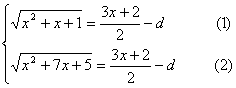 √(x²+x+1) = (3x+2)/2 − d (1)
√(x²+7x+5) = (3x+2)/2 − d (2)